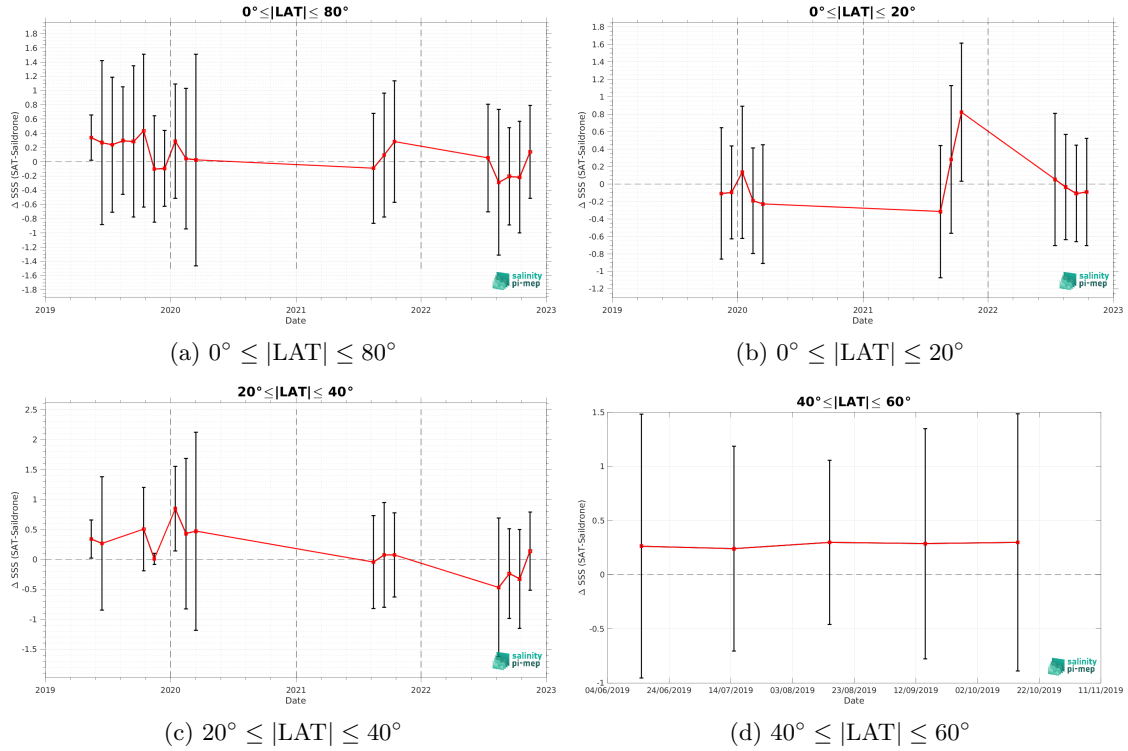 0°≤|LAT|≤ 80°
Δ SSS (SAT-Saildrone)
1.8
1.6
1.4
1.2
1
0.8
0.6
0.4
0.2
0
-0.2
-0.4
-0.6
-0.8
-1
-1.2
-1.4
-1.6
-1.8
salinity
pi-mep
2019 2020 2021 2022 2023
Date
(a) 0° ≤ |LAT| ≤ 80°
0°≤|LAT|≤ 20°
Δ SSS (SAT-Saildrone)
1.8
1.6
1.4
1.2
1
0.8
0.6
0.4
0.2
0
-0.2
-0.4
-0.6
-0.8
-1
-1.2
salinity
pi-mep
2019 2020 2021 2022 2023
Date
(b) 0° ≤ |LAT| ≤ 20°
20°≤|LAT|≤ 40°
Δ SSS (SAT-Saildrone)
2.5
2
1.5
1
0.5
0
-0.5
-1
-1.5
salinity
pi-mep
2019 2020 2021 2022 2023
Date
(c) 20° ≤ |LAT| ≤ 40°
40°≤|LAT|≤ 60°
Δ SSS (SAT-Saildrone)
1.5
1
0.5
0
-0.5
-1
salinity
pi-mep
04/06/2019 24/06/2019 14/07/2019 03/08/2019 23/08/2019 12/09/2019 02/10/2019 22/10/2019 11/11/2019
Date
(d) 40° ≤ |LAT| ≤ 60°